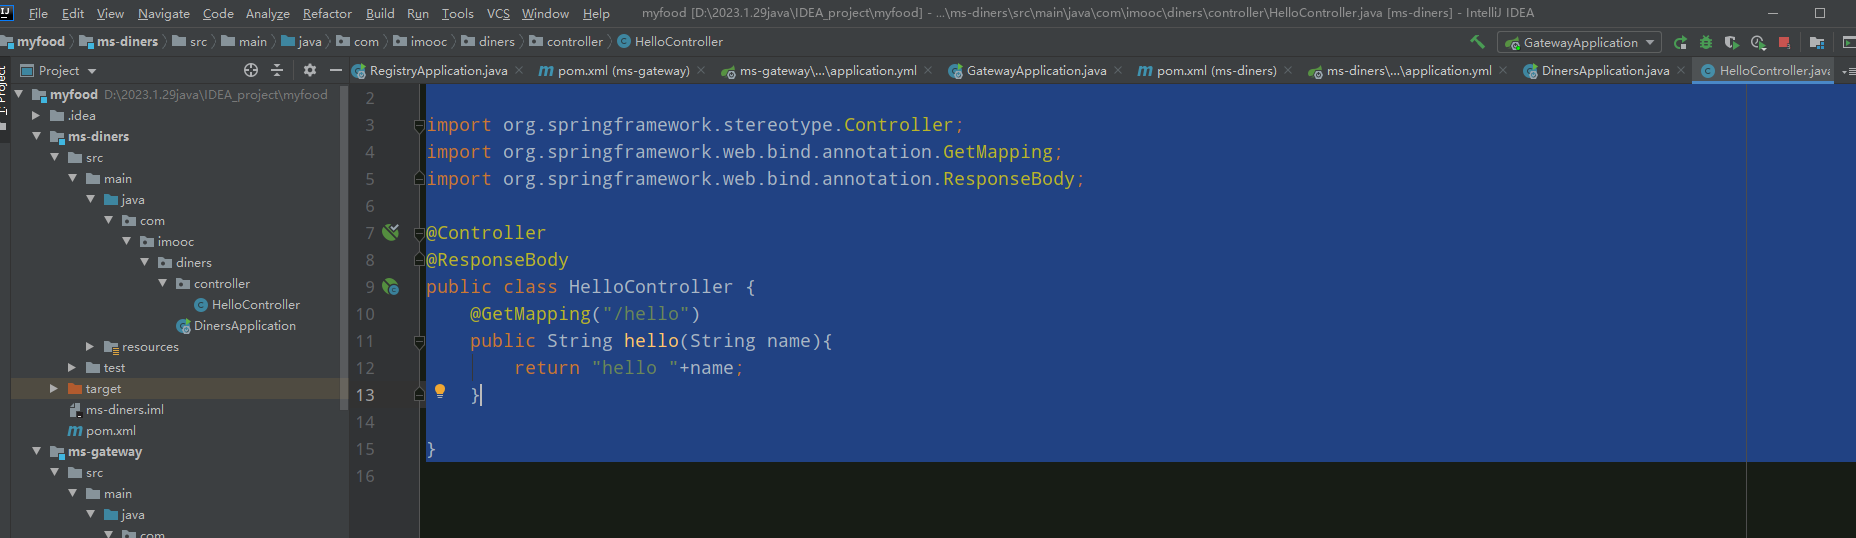 File Edit View Navigate Code Analyze Refactor Build Run Tools VCS Window Help myfood [D:\2023.1.29java\IDEA_project\myfood] - ...\ms-diners\src\main\java\com\imooc\diners\controller\HelloController.java [ms-diners] - IntelliJ IDEA
myfood ms-diners src main java com imooc diners controller HelloController GatewayApplication
Project RegistryApplication.java pom.xml (ms-gateway) ms-gateway\...\application.yml GatewayApplication.java pom.xml (ms-diners) ms-diners\...\application.yml DinersApplication.java HelloController.java
1: Project
myfood D:\2023.1.29java\IDEA_project\myfood
.idea
ms-diners
src
main
java
com
imooc
diners
controller
HelloController
DinersApplication
resources
test
target
ms-diners.iml
pom.xml
ms-gateway
src
main
java
com
2
3 import org.springframework.stereotype.Controller;
4 import org.springframework.web.bind.annotation.GetMapping;
5 import org.springframework.web.bind.annotation.ResponseBody;
6
7 @Controller
8 @ResponseBody
9 public class HelloController {
10 @GetMapping("/hello")
11 public String hello(String name){
12 return "hello "+name;
13 }
14
15 }
16